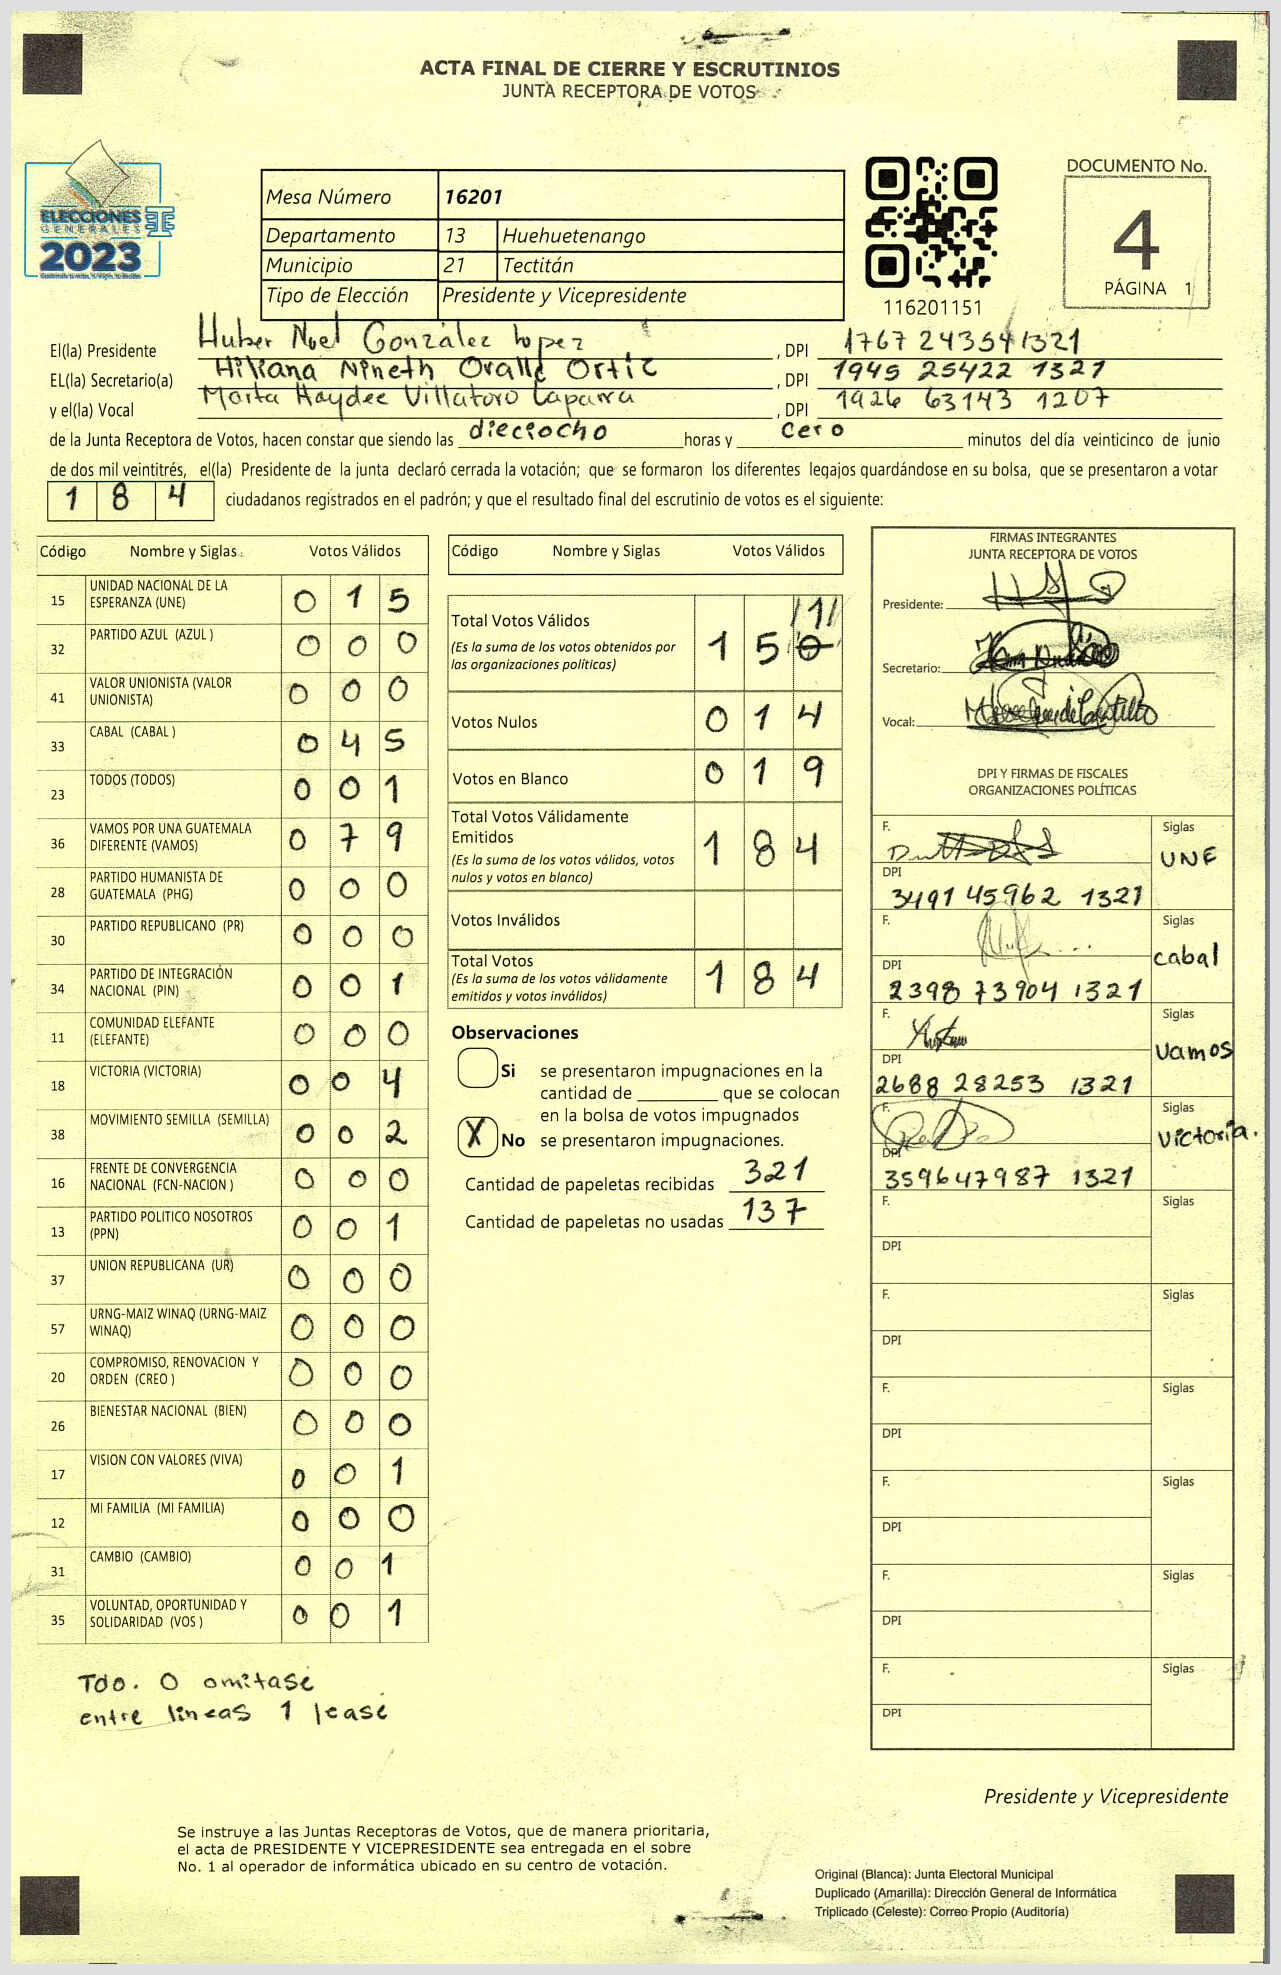 ACTA FINAL DE CIERRE Y ESCRUTINIOS
JUNTA RECEPTORA DE VOTOS
ELECCIONES
GENERALES
2023
Mesa Número 16201
Departamento 13 Huehuetenango
Municipio 21 Tectitán
Tipo de Elección Presidente y Vicepresidente
116201151
DOCUMENTO No.
4
PÁGINA 1
El(la) Presidente Huber Noel González Lopez, DPI 1767 24354 1321
EL(la) Secretario(a) Hiliana Nineth Ovalle Ortiz, DPI 1945 25422 1321
y el(la) Vocal Marta Haydee Villatoro Laparra, DPI 1926 63143 1207
de la Junta Receptora de Votos, hacen constar que siendo las dieciocho horas y cero minutos del día veinticinco de junio
de dos mil veintitrés, el(la) Presidente de la junta declaró cerrada la votación; que se formaron los diferentes legajos quardándose en su bolsa, que se presentaron a votar
184 ciudadanos registrados en el padrón; y que el resultado final del escrutinio de votos es el siguiente:
Código Nombre y Siglas. Votos Válidos
15 UNIDAD NACIONAL DE LA ESPERANZA (UNE) 0 1 5
32 PARTIDO AZUL (AZUL ) 0 0 0
41 VALOR UNIONISTA (VALOR UNIONISTA) 0 0 0
33 CABAL (CABAL ) 0 4 5
23 TODOS (TODOS) 0 0 1
36 VAMOS POR UNA GUATEMALA DIFERENTE (VAMOS) 0 7 9
28 PARTIDO HUMANISTA DE GUATEMALA (PHG) 0 0 0
30 PARTIDO REPUBLICANO (PR) 0 0 0
34 PARTIDO DE INTEGRACIÓN NACIONAL (PIN) 0 0 1
11 COMUNIDAD ELEFANTE (ELEFANTE) 0 0 0
18 VICTORIA (VICTORIA) 0 0 4
38 MOVIMIENTO SEMILLA (SEMILLA) 0 0 2
16 FRENTE DE CONVERGENCIA NACIONAL (FCN-NACION ) 0 0 0
13 PARTIDO POLITICO NOSOTROS (PPN) 0 0 1
37 UNION REPUBLICANA (UR) 0 0 0
57 URNG-MAIZ WINAQ (URNG-MAIZ WINAQ) 0 0 0
20 COMPROMISO, RENOVACION Y ORDEN (CREO ) 0 0 0
26 BIENESTAR NACIONAL (BIEN) 0 0 0
17 VISION CON VALORES (VIVA) 0 0 1
12 MI FAMILIA (MI FAMILIA) 0 0 0
31 CAMBIO (CAMBIO) 0 0 1
35 VOLUNTAD, OPORTUNIDAD Y SOLIDARIDAD (VOS ) 0 0 1
Tdo. 0 omitase
entre lineas 1 lease
Código Nombre y Siglas Votos Válidos
Total Votos Válidos /1/
(Es la suma de los votos obtenidos por 1 5 0
las organizaciones políticas)
Votos Nulos 0 1 4
Votos en Blanco 0 1 9
Total Votos Válidamente
Emitidos 1 8 4
(Es la suma de los votos válidos, votos
nulos y votos en blanco)
Votos Inválidos
Total Votos 1 8 4
(Es la suma de los votos válidamente
emitidos y votos inválidos)
Observaciones
Si se presentaron impugnaciones en la
cantidad de ________ que se colocan
en la bolsa de votos impugnados
X No se presentaron impugnaciones.
Cantidad de papeletas recibidas 321
Cantidad de papeletas no usadas 137
FIRMAS INTEGRANTES
JUNTA RECEPTORA DE VOTOS
Presidente:
Secretario:
Vocal:
DPI Y FIRMAS DE FISCALES
ORGANIZACIONES POLÍTICAS
F. Siglas UNE
DPI 3491 45962 1321
F. Siglas cabal
DPI 2398 73904 1321
F. Siglas Vamos
DPI 2688 28253 1321
F. Siglas Victoria.
DPI 359647987 1321
F. Siglas
DPI
F. Siglas
DPI
F. Siglas
DPI
F. Siglas
DPI
F. Siglas
DPI
F. Siglas
DPI
Presidente y Vicepresidente
Se instruye a las Juntas Receptoras de Votos, que de manera prioritaria,
el acta de PRESIDENTE Y VICEPRESIDENTE sea entregada en el sobre
No. 1 al operador de informática ubicado en su centro de votación.
Original (Blanca): Junta Electoral Municipal
Duplicado (Amarilla): Dirección General de Informática
Triplicado (Celeste): Correo Propio (Auditoría)